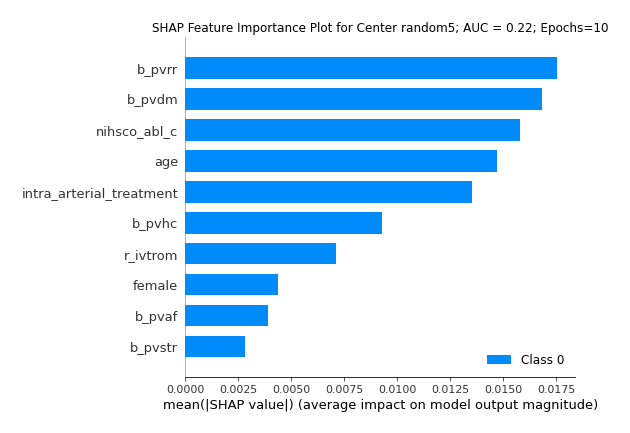 SHAP Feature Importance Plot for Center random5; AUC = 0.22; Epochs=10
b_pvrr
b_pvdm
nihsco_abl_c
age
intra_arterial_treatment
b_pvhc
r_ivtrom
female
b_pvaf
b_pvstr
Class 0
0.0000 0.0025 0.0050 0.0075 0.0100 0.0125 0.0150 0.0175
mean(|SHAP value|) (average impact on model output magnitude)